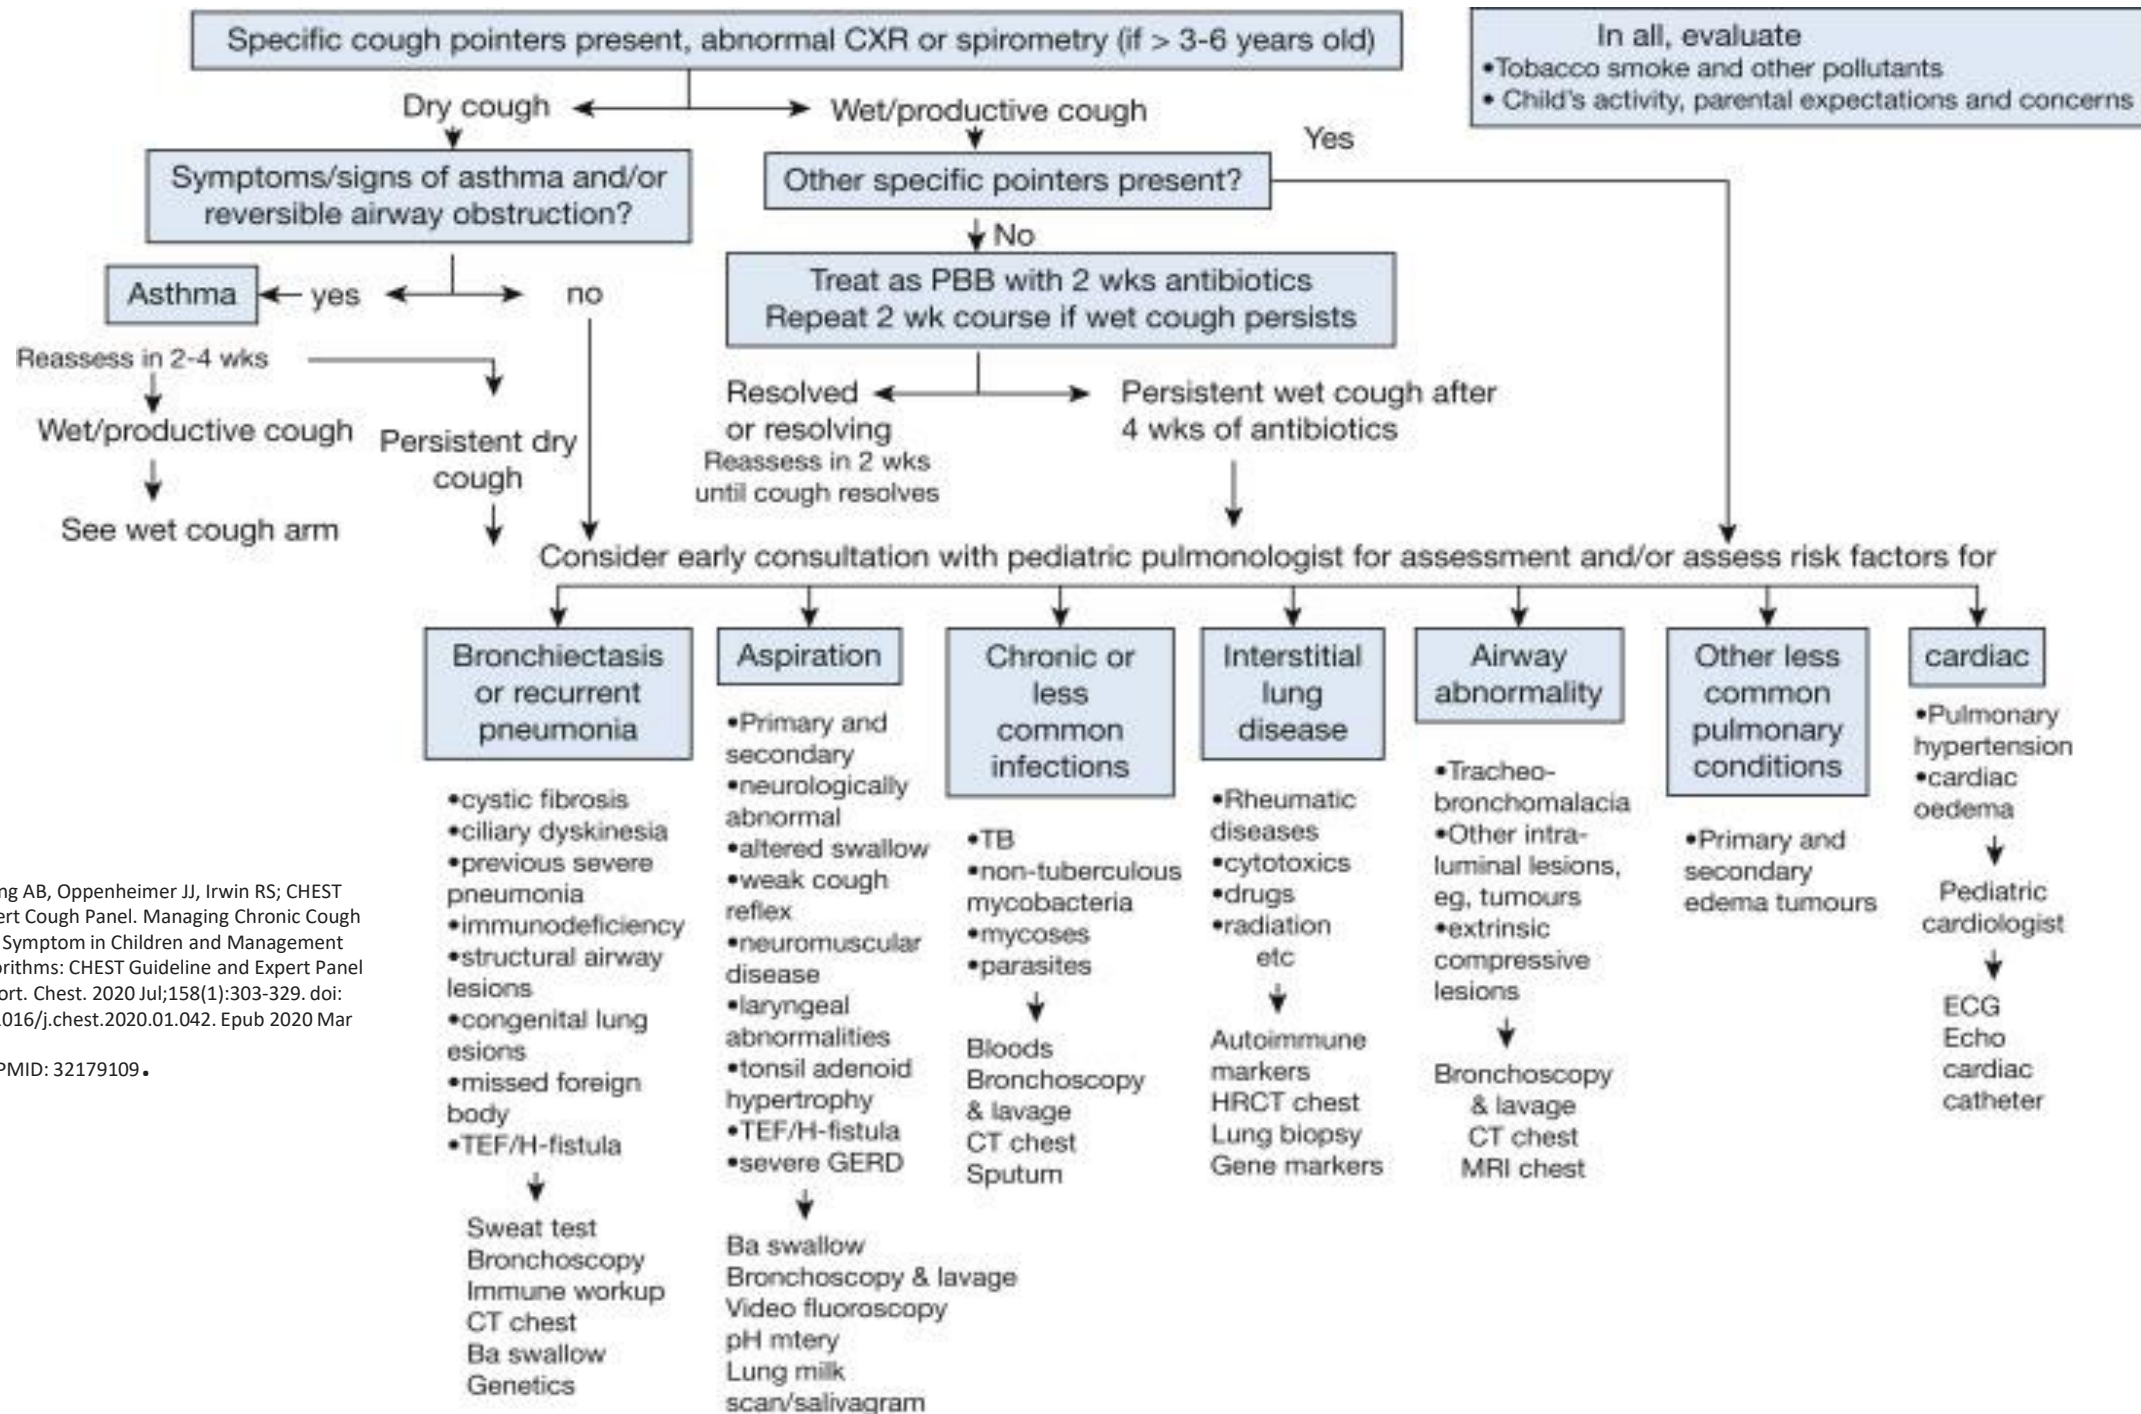 Specific cough pointers present, abnormal CXR or spirometry (if > 3-6 years old)
In all, evaluate
•Tobacco smoke and other pollutants
• Child's activity, parental expectations and concerns
Dry cough
Wet/productive cough
Yes
Symptoms/signs of asthma and/or
reversible airway obstruction?
Other specific pointers present?
No
Asthma
yes
no
Treat as PBB with 2 wks antibiotics
Repeat 2 wk course if wet cough persists
Reassess in 2-4 wks
Wet/productive cough
See wet cough arm
Persistent dry
cough
Resolved
or resolving
Reassess in 2 wks
until cough resolves
Persistent wet cough after
4 wks of antibiotics
Consider early consultation with pediatric pulmonologist for assessment and/or assess risk factors for
Bronchiectasis
or recurrent
pneumonia
•cystic fibrosis
•ciliary dyskinesia
•previous severe
pneumonia
•immunodeficiency
•structural airway
lesions
•congenital lung
esions
•missed foreign
body
•TEF/H-fistula
Sweat test
Bronchoscopy
Immune workup
CT chest
Ba swallow
Genetics
Aspiration
•Primary and
secondary
•neurologically
abnormal
•altered swallow
•weak cough
reflex
•neuromuscular
disease
•laryngeal
abnormalities
•tonsil adenoid
hypertrophy
•TEF/H-fistula
•severe GERD
Ba swallow
Bronchoscopy & lavage
Video fluoroscopy
pH mtery
Lung milk
scan/salivagram
Chronic or
less
common
infections
•TB
•non-tuberculous
mycobacteria
•mycoses
•parasites
Bloods
Bronchoscopy
& lavage
CT chest
Sputum
Interstitial
lung
disease
•Rheumatic
diseases
•cytotoxics
•drugs
•radiation
etc
Autoimmune
markers
HRCT chest
Lung biopsy
Gene markers
Airway
abnormality
•Tracheo-
bronchomalacia
•Other intra-
luminal lesions,
eg, tumours
•extrinsic
compressive
lesions
Bronchoscopy
& lavage
CT chest
MRI chest
Other less
common
pulmonary
conditions
•Primary and
secondary
edema tumours
cardiac
•Pulmonary
hypertension
•cardiac
oedema
Pediatric
cardiologist
ECG
Echo
cardiac
catheter
ng AB, Oppenheimer JJ, Irwin RS; CHEST
ert Cough Panel. Managing Chronic Cough
Symptom in Children and Management
orithms: CHEST Guideline and Expert Panel
ort. Chest. 2020 Jul;158(1):303-329. doi:
016/j.chest.2020.01.042. Epub 2020 Mar
PMID: 32179109.